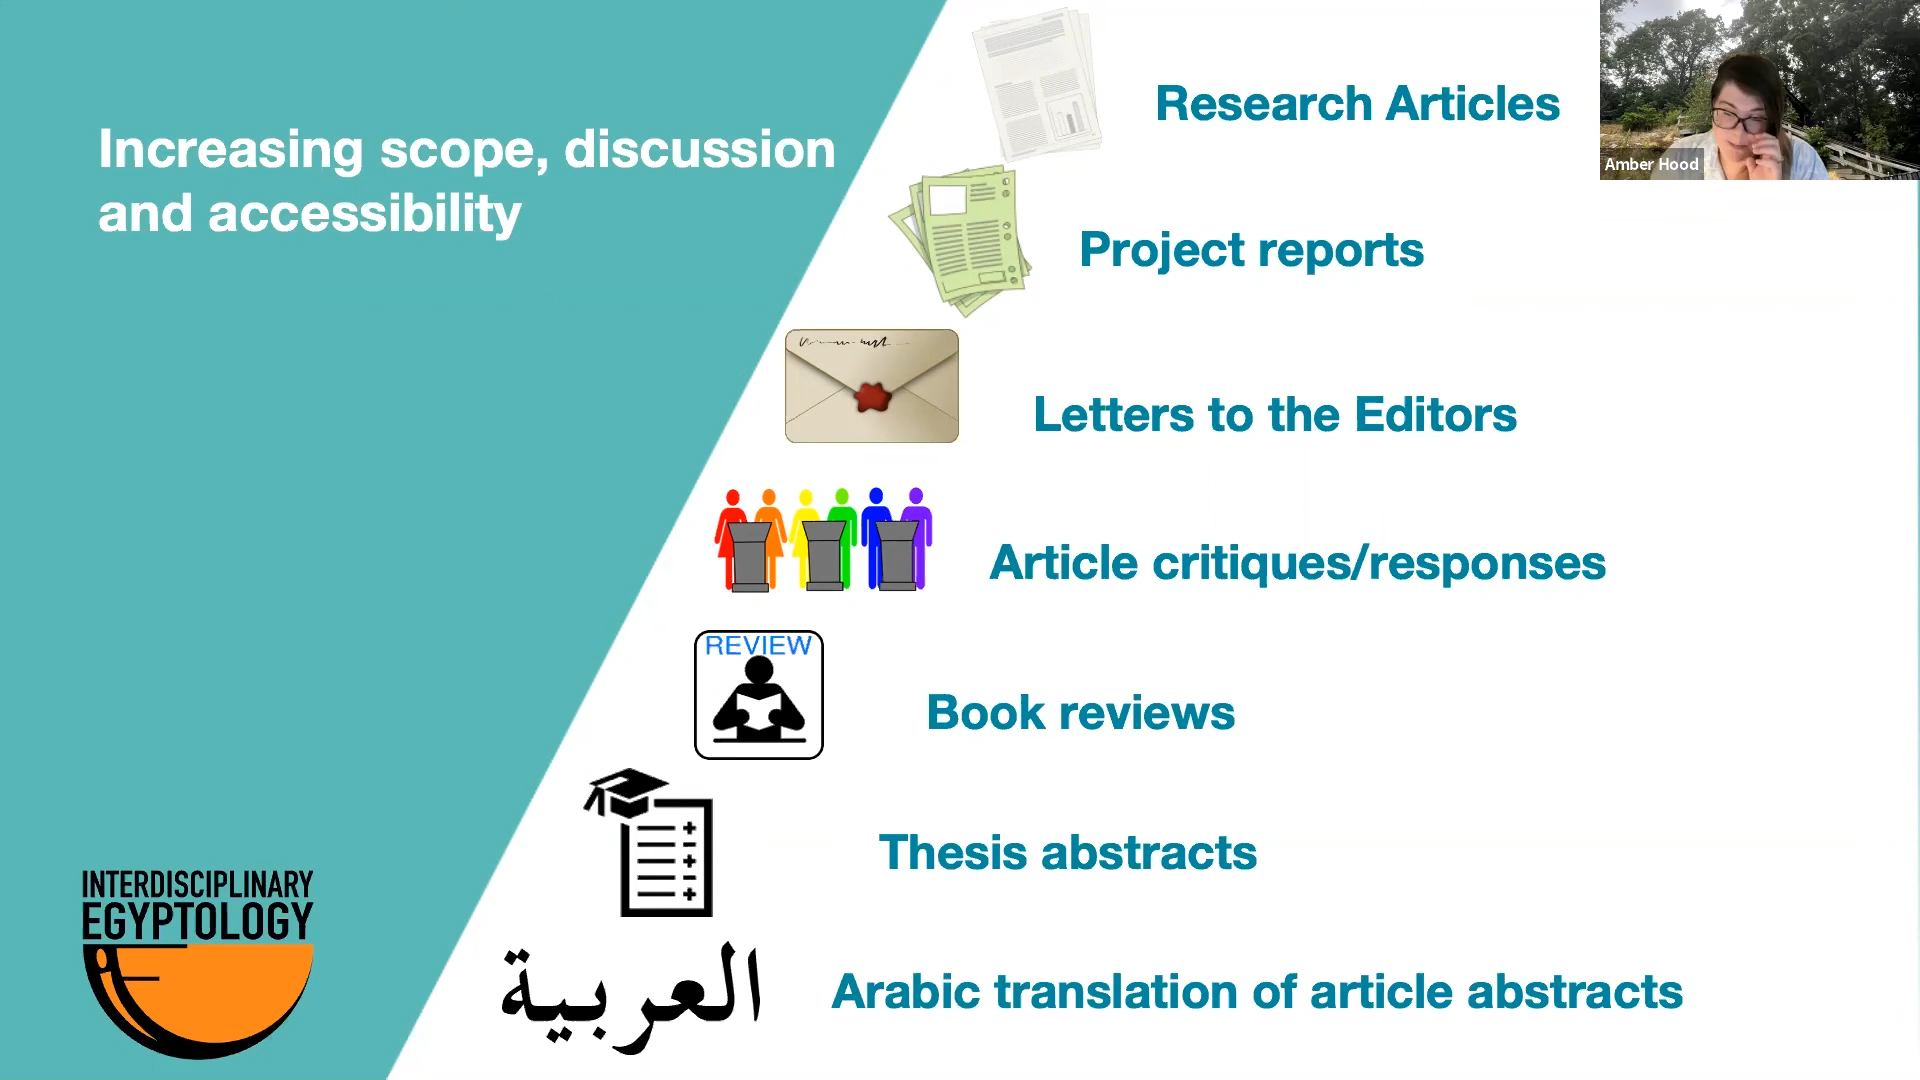 Increasing scope, discussion
and accessibility
Research Articles
Amber Hood
Project reports
Letters to the Editors
Article critiques/responses
REVIEW
Book reviews
Thesis abstracts
العربية
Arabic translation of article abstracts
INTERDISCIPLINARY
EGYPTOLOGY